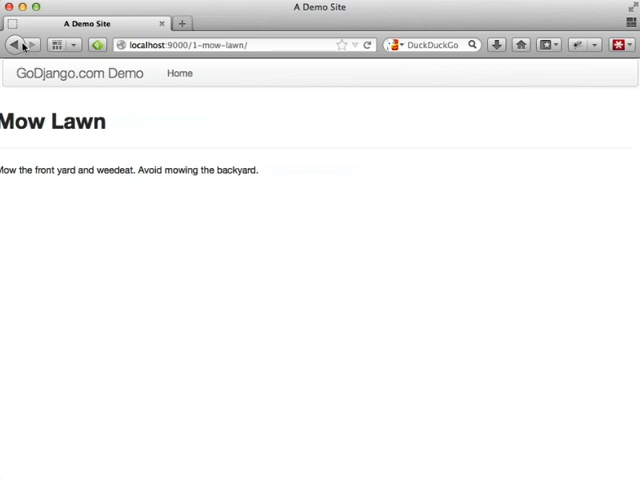 A Demo Site
A Demo Site
localhost:9000/1-mow-lawn/
DuckDuckGo
GoDjango.com Demo
Home
Mow Lawn
Mow the front yard and weedeat. Avoid mowing the backyard.